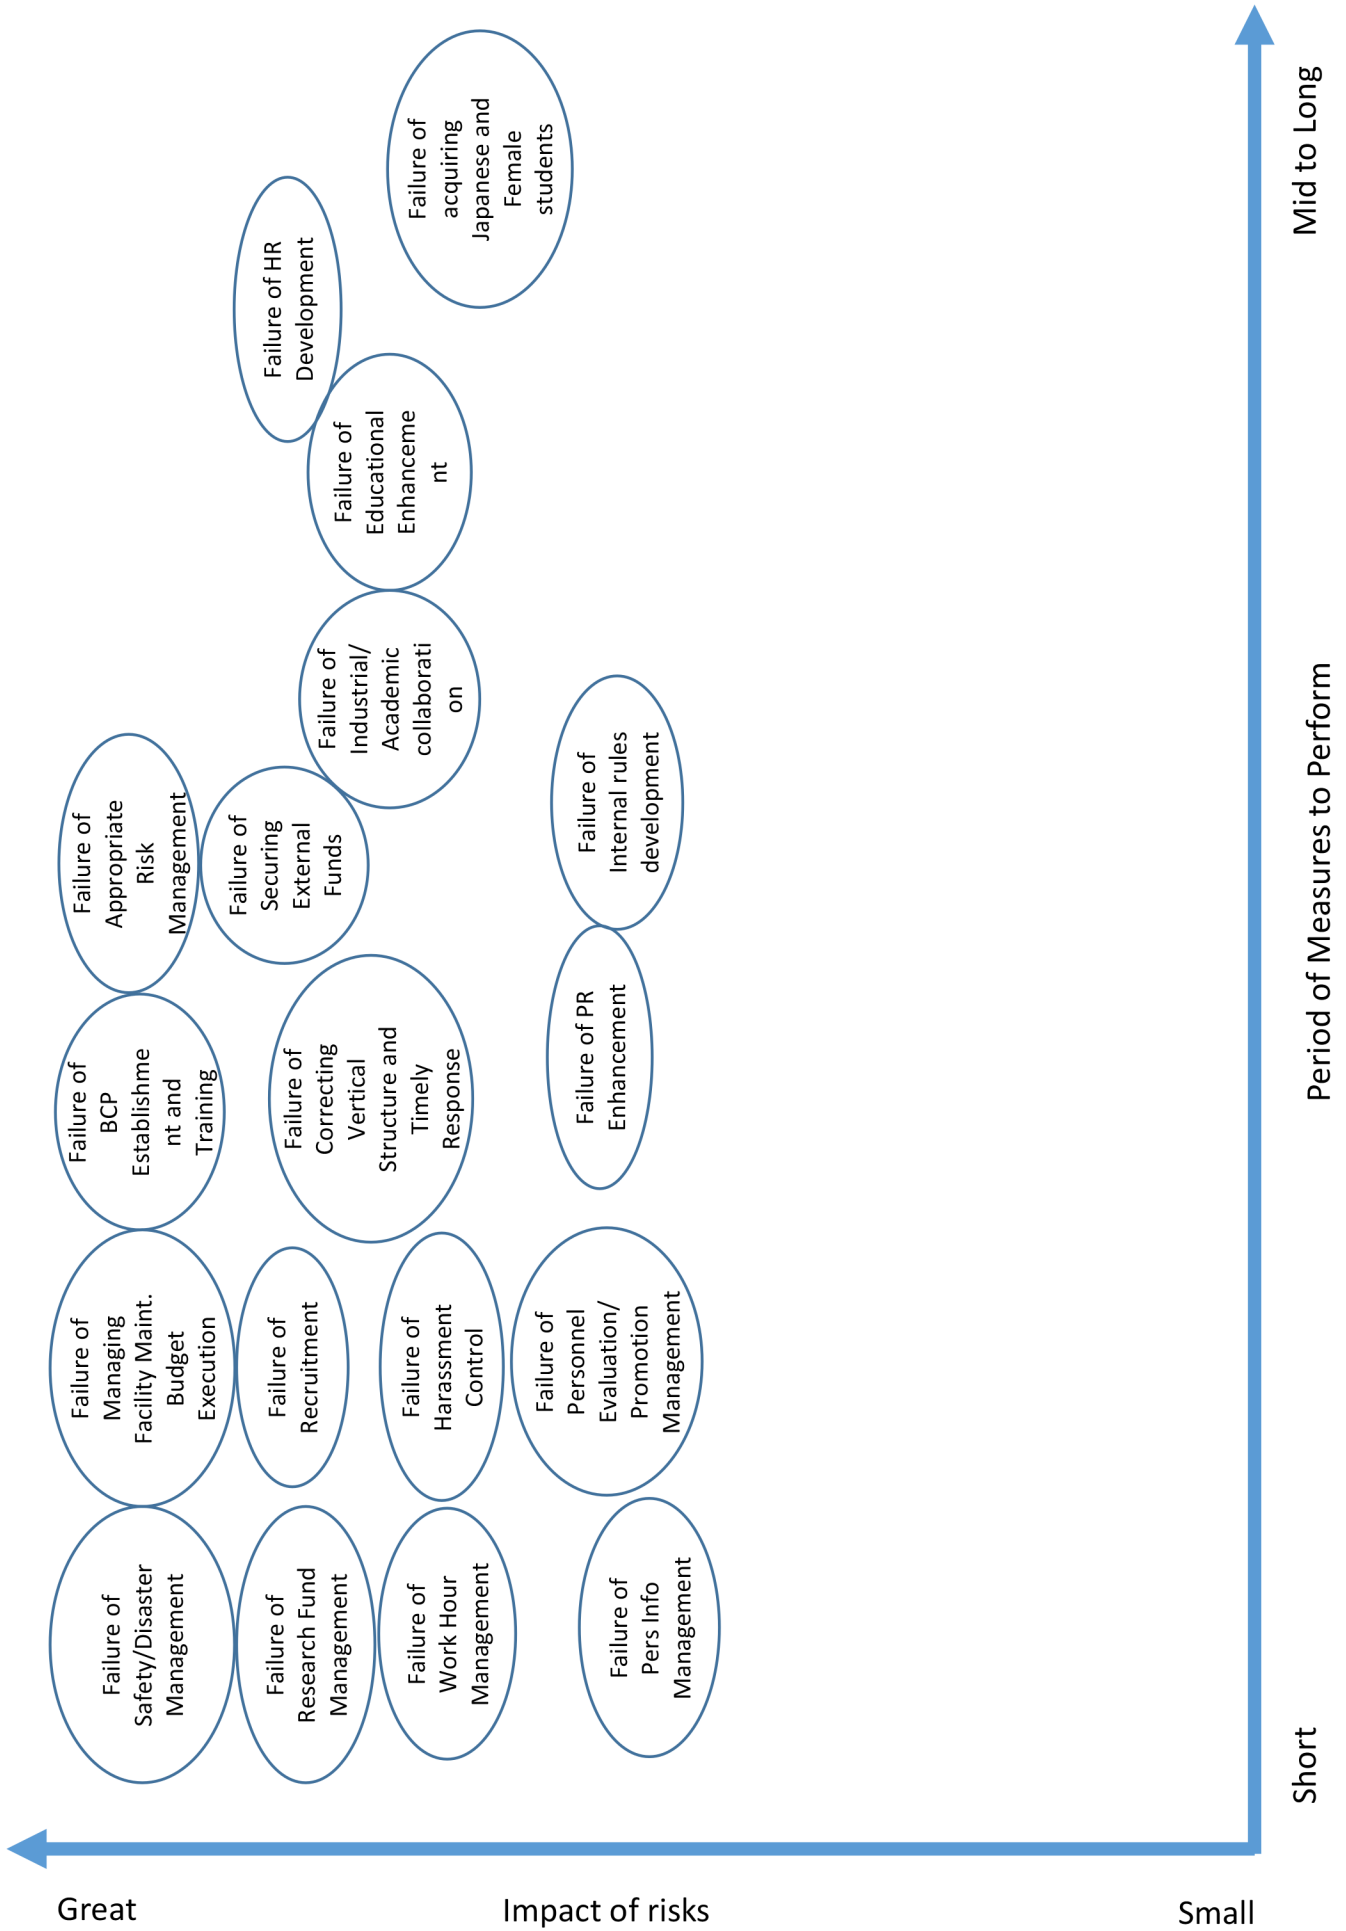 Great
Impact of risks
Small
Failure of
Safety/Disaster
Management
Failure of
Managing
Facility Maint.
Budget
Execution
Failure of
BCP
Establishme
nt and
Training
Failure of
Appropriate
Risk
Management
Failure of
Research Fund
Management
Failure of
Recruitment
Failure of
Correcting
Vertical
Structure and
Timely
Response
Failure of
Securing
External
Funds
Failure of
Industrial/
Academic
collaborati
on
Failure of
Educational
Enhanceme
nt
Failure of HR
Development
Failure of
acquiring
Japanese and
Female
students
Failure of
Work Hour
Management
Failure of
Harassment
Control
Failure of
Pers Info
Management
Failure of
Personnel
Evaluation/
Promotion
Management
Failure of PR
Enhancement
Failure of
Internal rules
development
Short
Period of Measures to Perform
Mid to Long